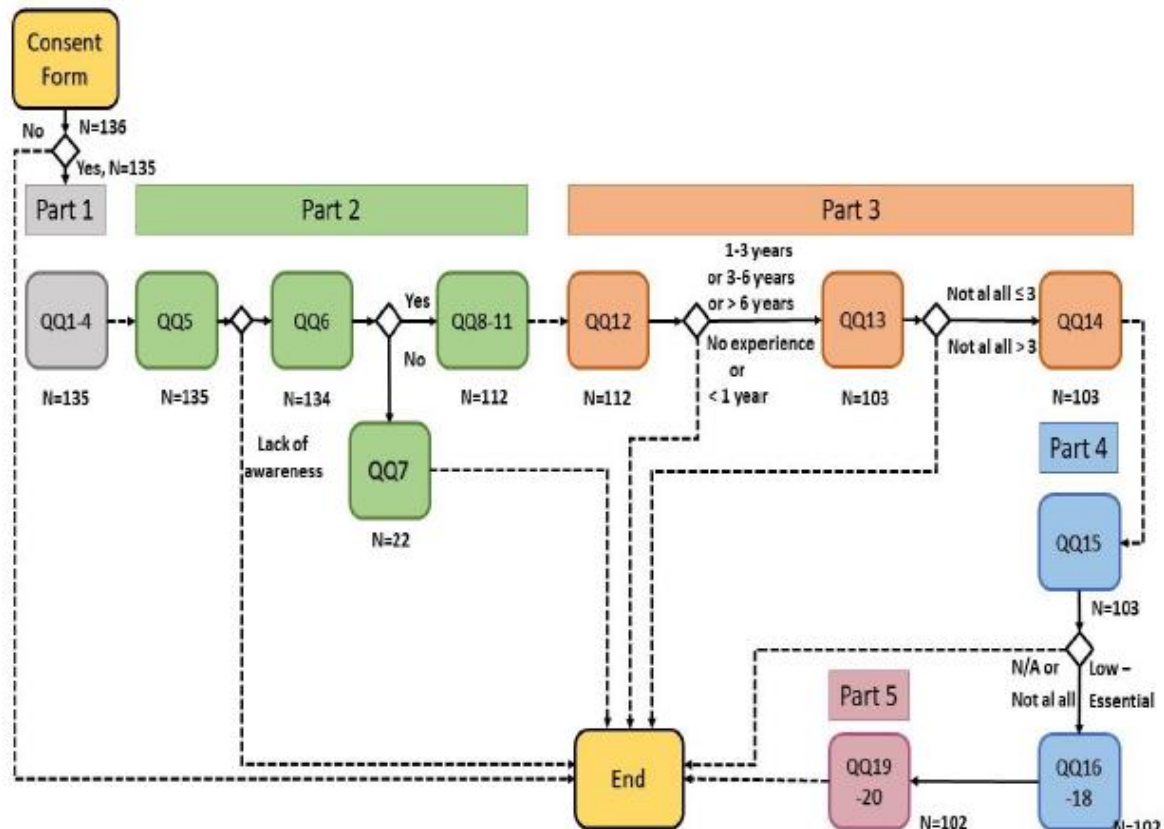 Consent
Form
No
N=136
Yes, N=135
Part 1
Part 2
Part 3
1-3 years
or 3-6 years
or > 6 years
QQ1-4
QQ5
QQ6
Yes
QQ8-11
QQ12
QQ13
Not al all ≤ 3
QQ14
No
No experience
or
< 1 year
Not al all > 3
N=135
N=135
N=134
N=112
N=112
N=103
N=103
Lack of
awareness
QQ7
N=22
Part 4
QQ15
N=103
N/A or
Not al all
Low –
Essential
Part 5
End
QQ19
-20
QQ16
-18
N=102
N=102